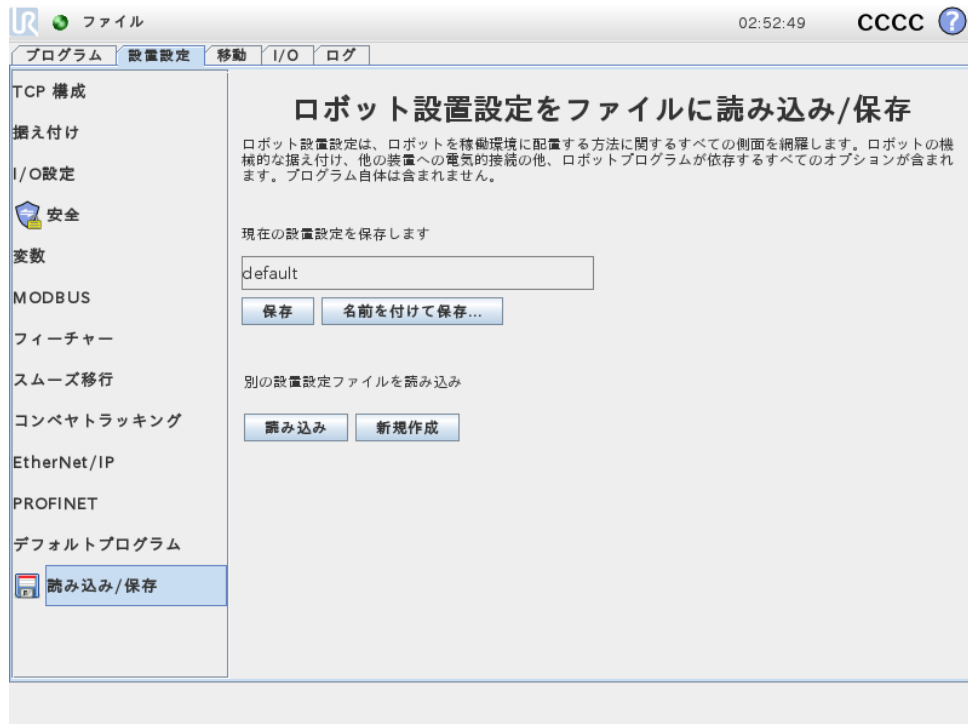 UR ファイル 02:52:49 CCCC ?
プログラム 設置設定 移動 I/O ログ
TCP 構成
据え付け
I/O設定
安全
変数
MODBUS
フィーチャー
スムーズ移行
コンベヤトラッキング
EtherNet/IP
PROFINET
デフォルトプログラム
読み込み/保存
ロボット設置設定をファイルに読み込み/保存
ロボット設置設定は、ロボットを稼働環境に配置する方法に関するすべての側面を網羅します。ロボットの機
械的な据え付け、他の装置への電気的接続の他、ロボットプログラムが依存するすべてのオプションが含まれ
ます。プログラム自体は含まれません。
現在の設置設定を保存します
default
保存 名前を付けて保存...
別の設置設定ファイルを読み込み
読み込み 新規作成